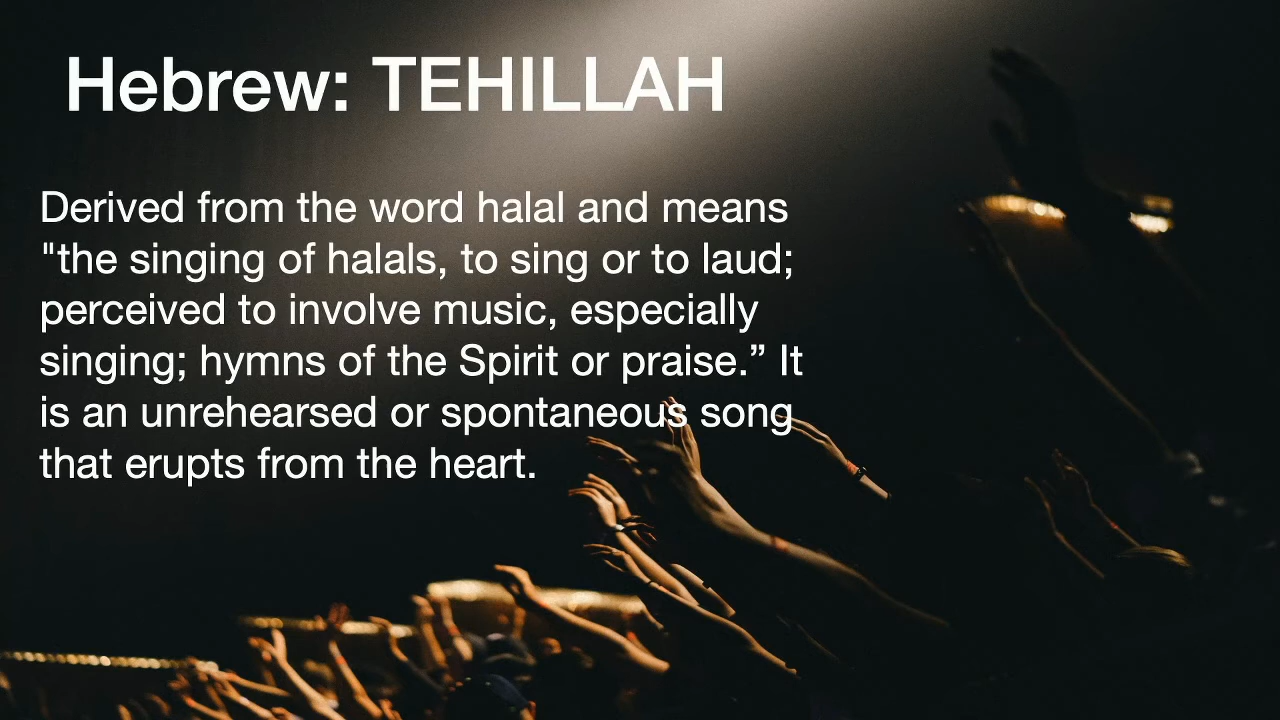 Hebrew: TEHILLAH
Derived from the word halal and means
"the singing of halals, to sing or to laud;
perceived to involve music, especially
singing; hymns of the Spirit or praise.” It
is an unrehearsed or spontaneous song
that erupts from the heart.